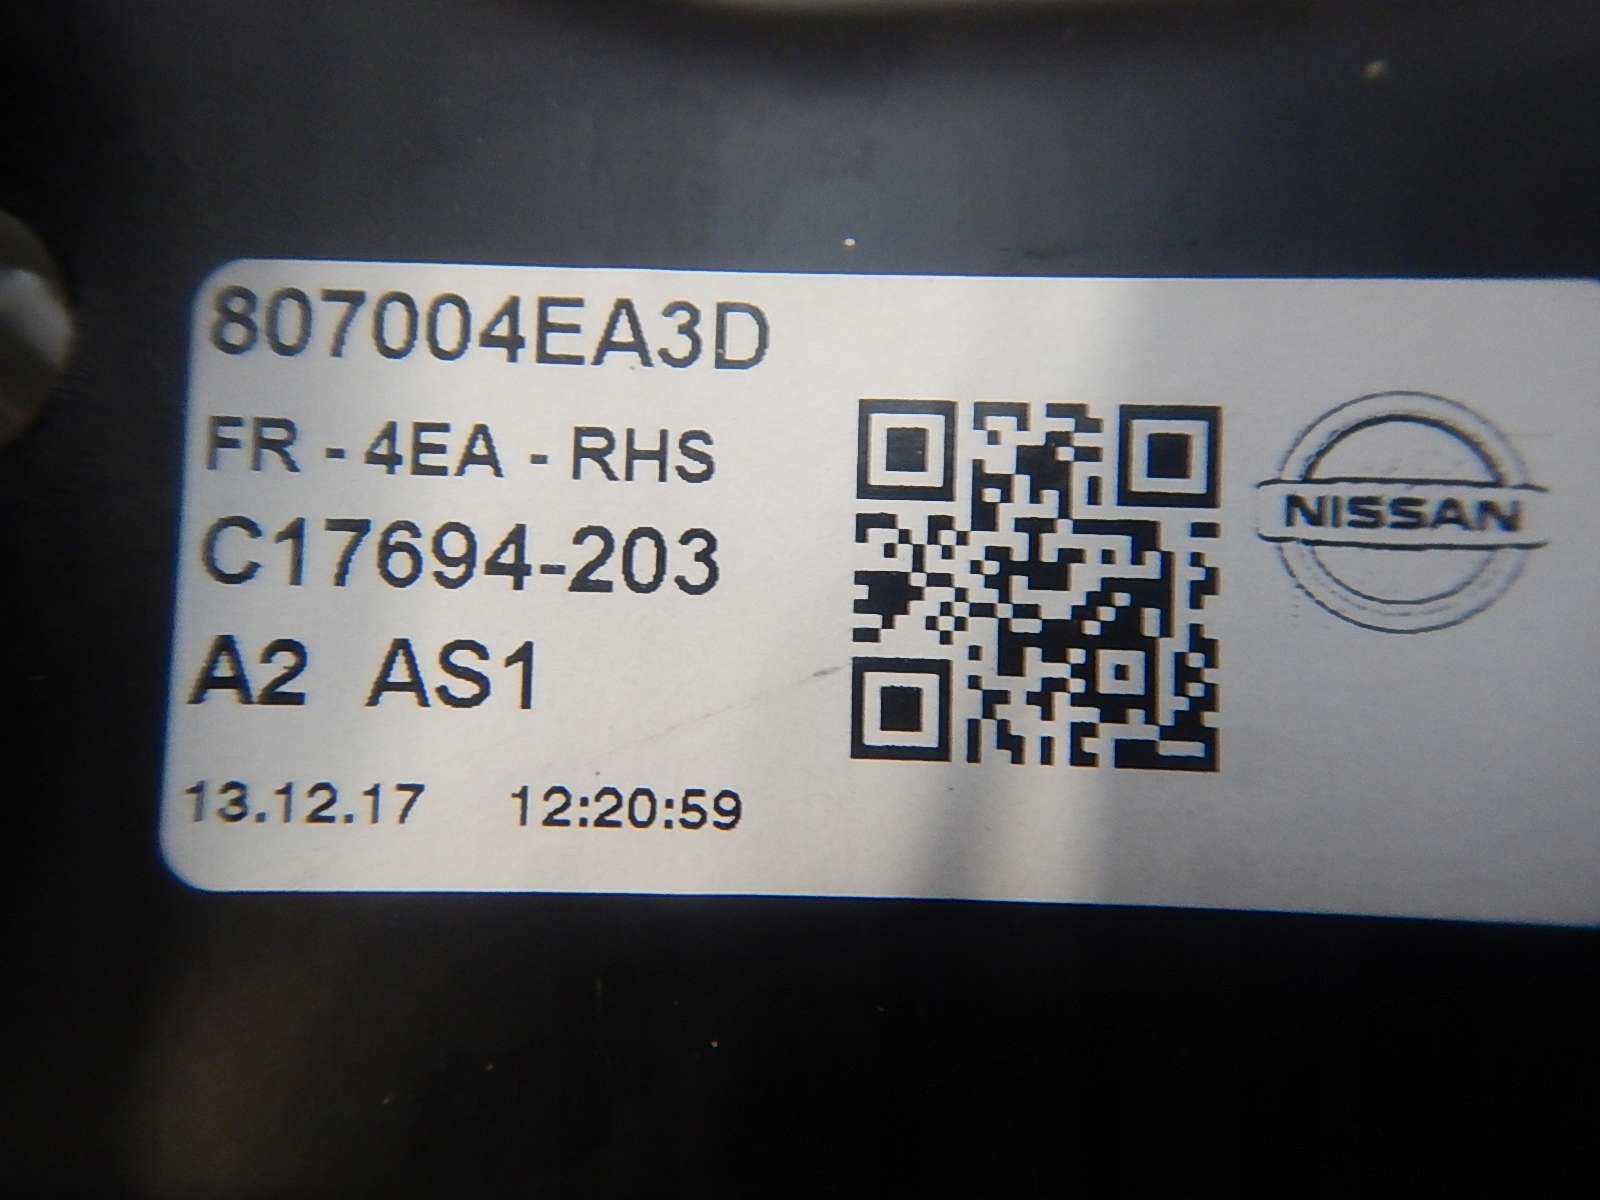 807004EA3D
FR - 4EA - RHS
C17694-203
A2 AS1
13.12.17 12:20:59
NISSAN